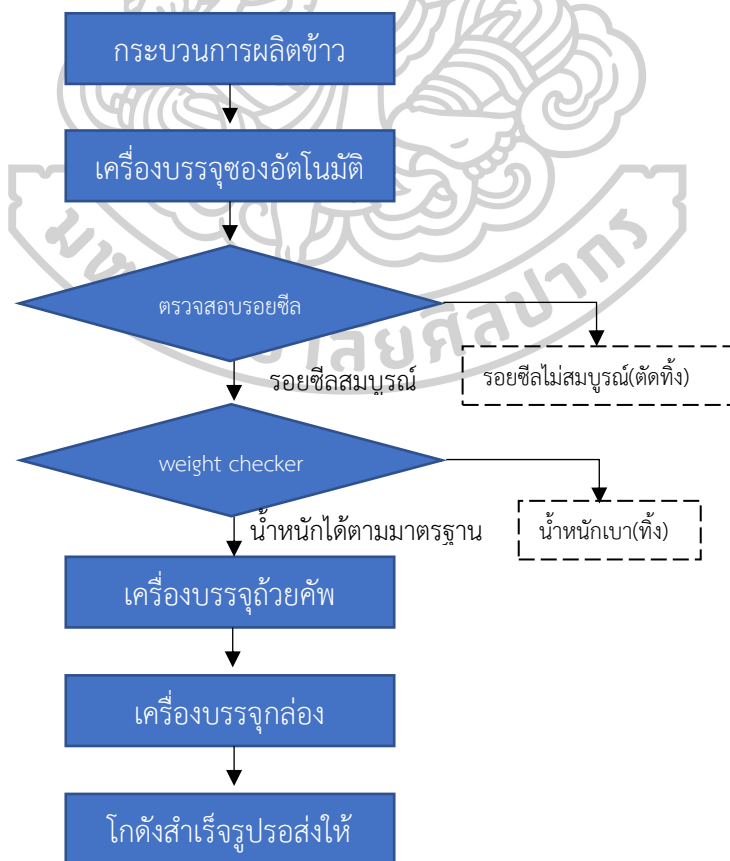 กระบวนการผลิตข้าว
เครื่องบรรจุซองอัตโนมัติ
ตรวจสอบรอยซีล
รอยซีลสมบูรณ์
รอยซีลไม่สมบูรณ์(ตัดทิ้ง)
weight checker
น้ำหนักได้ตามมาตรฐาน
น้ำหนักเบา(ทิ้ง)
เครื่องบรรจุถ้วยคัพ
เครื่องบรรจุกล่อง
โกดังสำเร็จรูปรอส่งให้